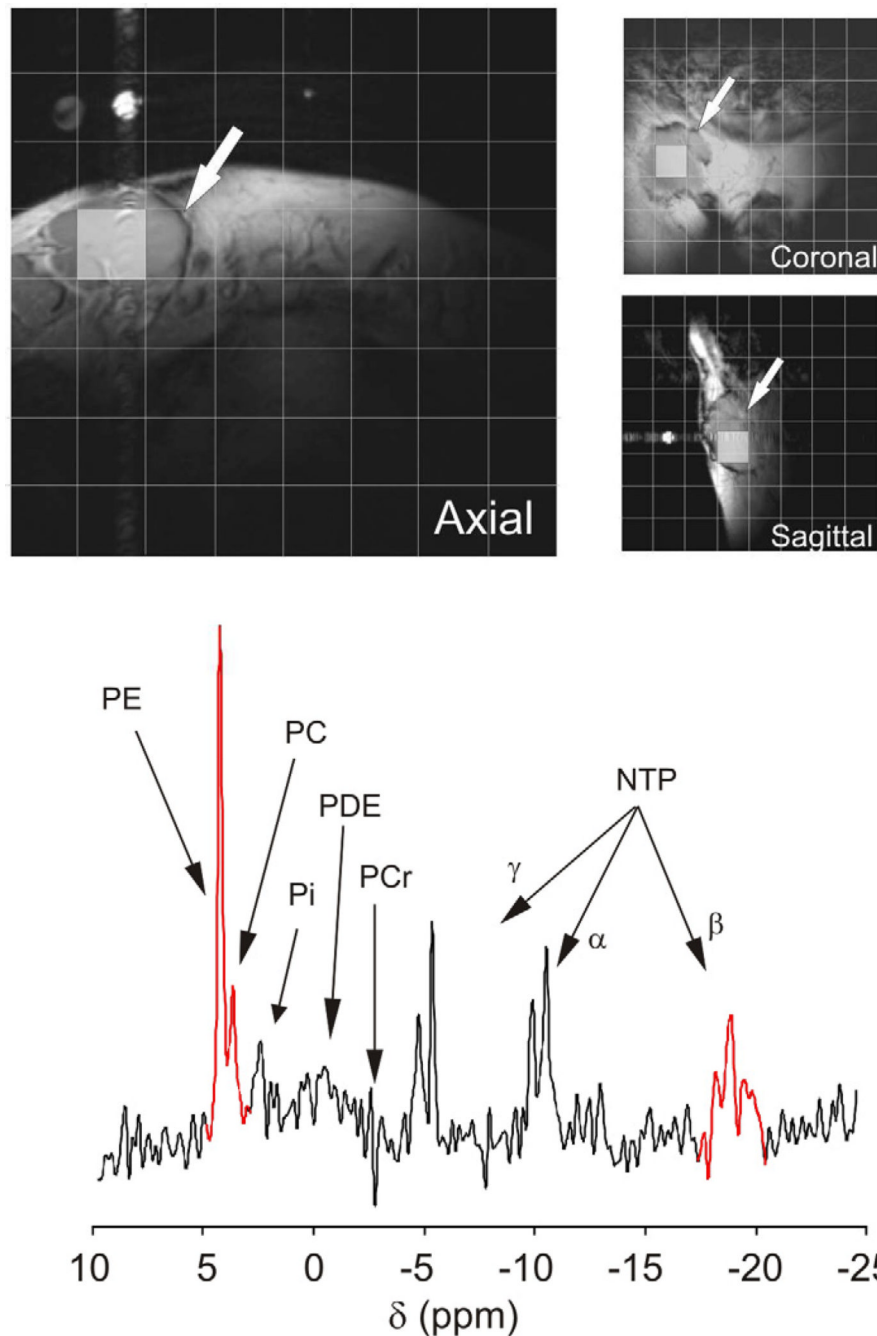 Axial
Coronal
Sagittal
PE
PC
PDE
Pi
PCr
NTP
γ
α
β
10 5 0 -5 -10 -15 -20 -25
δ (ppm)